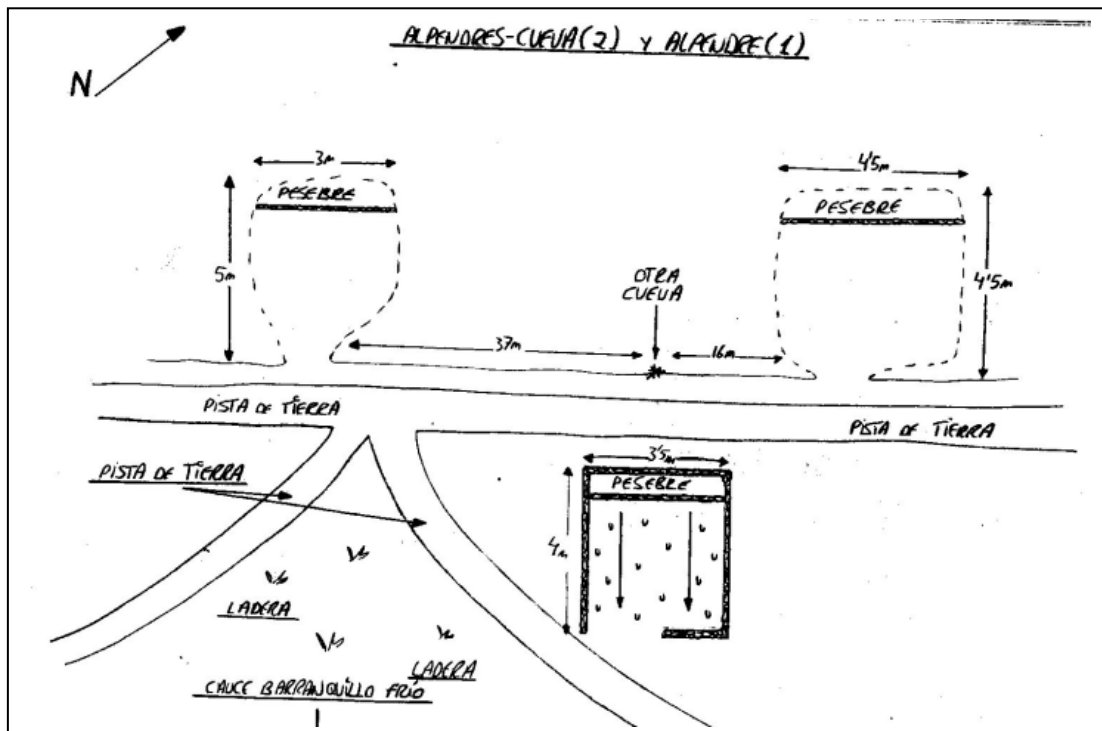 ALPENDRES-CUEVA(2) Y ALPENDRE(1)
N
3m
4'5m
PESEBRE
PESEBRE
5m
4'5m
OTRA
CUEVA
37m
16m
PISTA DE TIERRA
PISTA DE TIERRA
PISTA DE TIERRA
3'5m
PESEBRE
4m
LADERA
LADERA
CAUCE BARRANQUILLO FRÍO